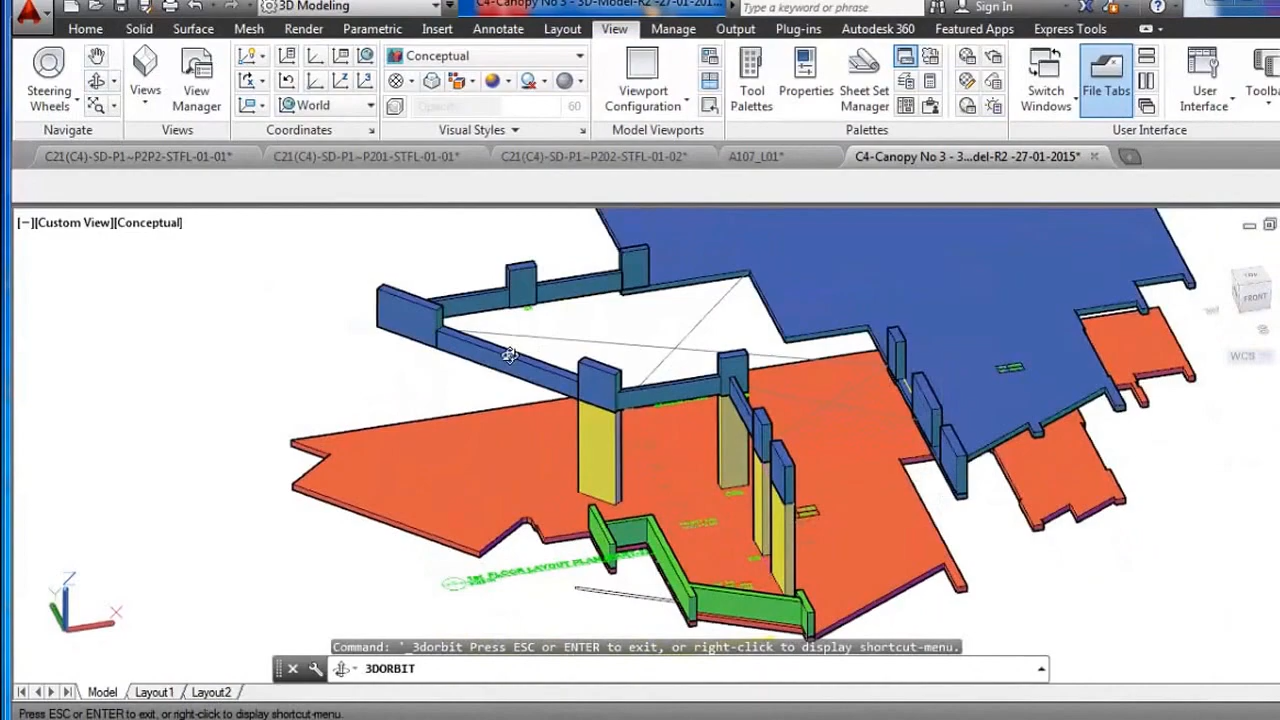 3D Modeling
C4-Canopy No 3 - 3D-Model-R2 -27-01-201...
Type a keyword or phrase
Sign In
Home Solid Surface Mesh Render Parametric Insert Annotate Layout View Manage Output Plug-ins Autodesk 360 Featured Apps Express Tools
Conceptual
Steering Wheels
Views
View Manager
World
Opacity 60
Viewport Configuration
Tool Palettes
Properties
Sheet Set Manager
Switch Windows
File Tabs
User Interface
Navigate Views Coordinates Visual Styles Model Viewports Palettes User Interface
C21(C4)-SD-P1~P2P2-STFL-01-01* C21(C4)-SD-P1~P201-STFL-01-01* C21(C4)-SD-P1~P202-STFL-01-02* A107_L01* C4-Canopy No 3 - 3...del-R2 -27-01-2015*
[−][Custom View][Conceptual]
FRONT
WCS
Z
X
FLOOR LAYOUT PLAN
Command: '_3dorbit Press ESC or ENTER to exit, or right-click to display shortcut-menu.
3DORBIT
Model Layout1 Layout2
Press ESC or ENTER to exit, or right-click to display shortcut-menu.